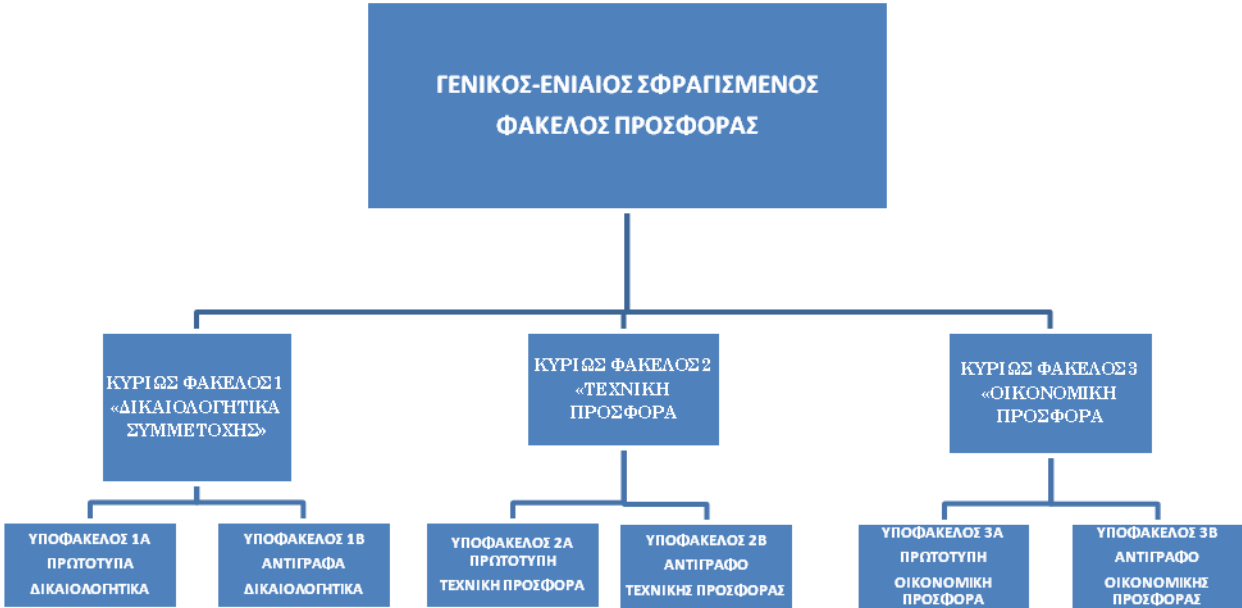 ΓΕΝΙΚΟΣ-ΕΝΙΑΙΟΣ ΣΦΡΑΓΙΣΜΕΝΟΣ
ΦΑΚΕΛΟΣ ΠΡΟΣΦΟΡΑΣ
ΚΥΡΙΩΣ ΦΑΚΕΛΟΣ 1
«ΔΙΚΑΙΟΛΟΓΗΤΙΚΑ
ΣΥΜΜΕΤΟΧΗΣ»
ΚΥΡΙΩΣ ΦΑΚΕΛΟΣ 2
«ΤΕΧΝΙΚΗ
ΠΡΟΣΦΟΡΑ
ΚΥΡΙΩΣ ΦΑΚΕΛΟΣ 3
«ΟΙΚΟΝΟΜΙΚΗ
ΠΡΟΣΦΟΡΑ
ΥΠΟΦΑΚΕΛΟΣ 1Α
ΠΡΩΤΟΤΥΠΑ
ΔΙΚΑΙΟΛΟΓΗΤΙΚΑ
ΥΠΟΦΑΚΕΛΟΣ 1Β
ΑΝΤΙΓΡΑΦΑ
ΔΙΚΑΙΟΛΟΓΗΤΙΚΑ
ΥΠΟΦΑΚΕΛΟΣ 2Α
ΠΡΩΤΟΤΥΠΗ
ΤΕΧΝΙΚΗ ΠΡΟΣΦΟΡΑ
ΥΠΟΦΑΚΕΛΟΣ 2Β
ΑΝΤΙΓΡΑΦΟ
ΤΕΧΝΙΚΗΣ ΠΡΟΣΦΟΡΑΣ
ΥΠΟΦΑΚΕΛΟΣ 3Α
ΠΡΩΤΟΤΥΠΗ
ΟΙΚΟΝΟΜΙΚΗ
ΠΡΟΣΦΟΡΑ
ΥΠΟΦΑΚΕΛΟΣ 3Β
ΑΝΤΙΓΡΑΦΟ
ΟΙΚΟΝΟΜΙΚΗΣ
ΠΡΟΣΦΟΡΑΣ